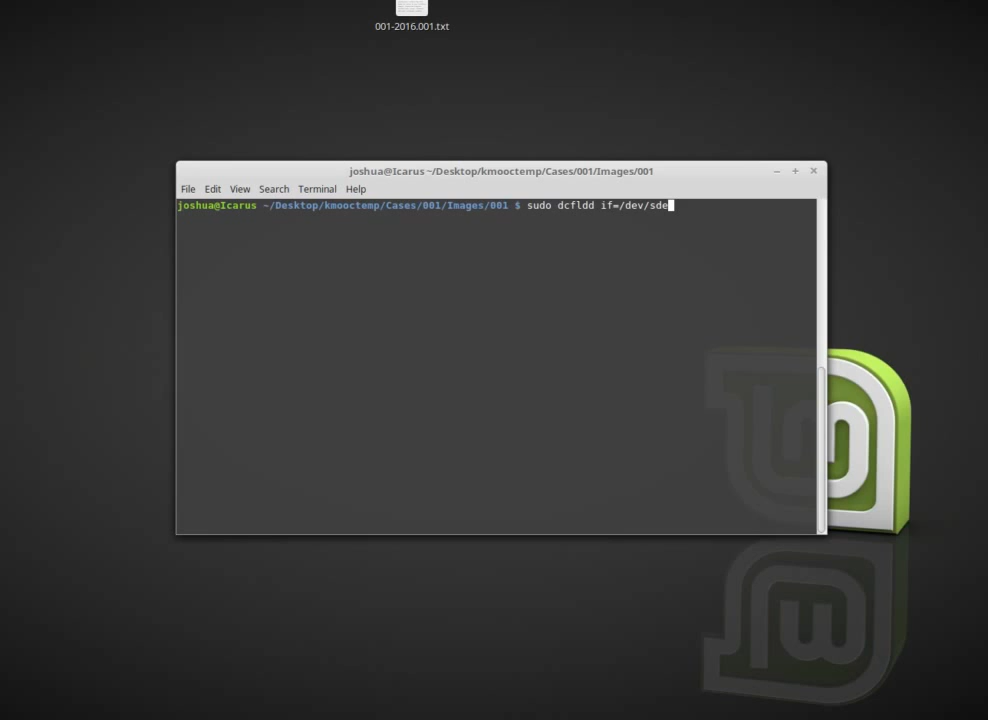 001-2016.001.txt
joshua@Icarus ~/Desktop/kmooctemp/Cases/001/Images/001
File Edit View Search Terminal Help
joshua@Icarus ~/Desktop/kmooctemp/Cases/001/Images/001 $ sudo dcfldd if=/dev/sde